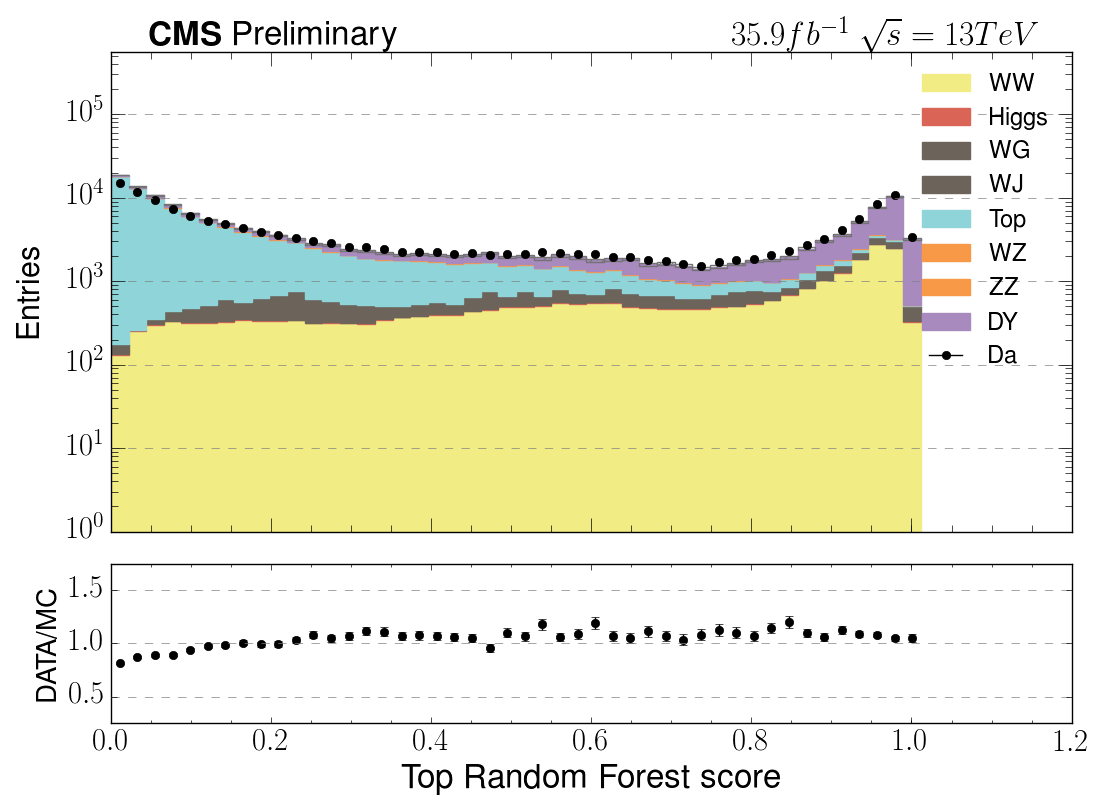 CMS Preliminary 35.9fb⁻¹ √s = 13TeV
WW
Higgs
WG
WJ
Top
WZ
ZZ
DY
Da
Entries
10⁵
10⁴
10³
10²
10¹
10⁰
DATA/MC
1.5
1.0
0.5
0.0 0.2 0.4 0.6 0.8 1.0 1.2
Top Random Forest score